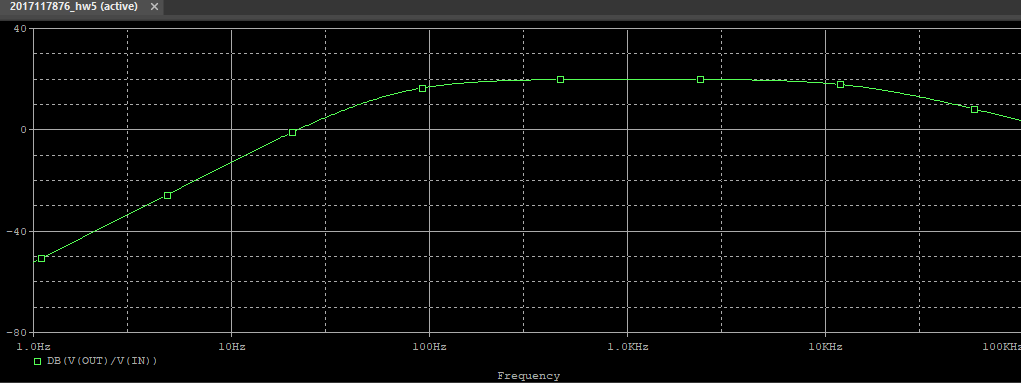 2017117876_hw5 (active) ×
40
0
-40
-80
1.0Hz 10Hz 100Hz 1.0KHz 10KHz 100KHz
DB(V(OUT)/V(IN))
Frequency